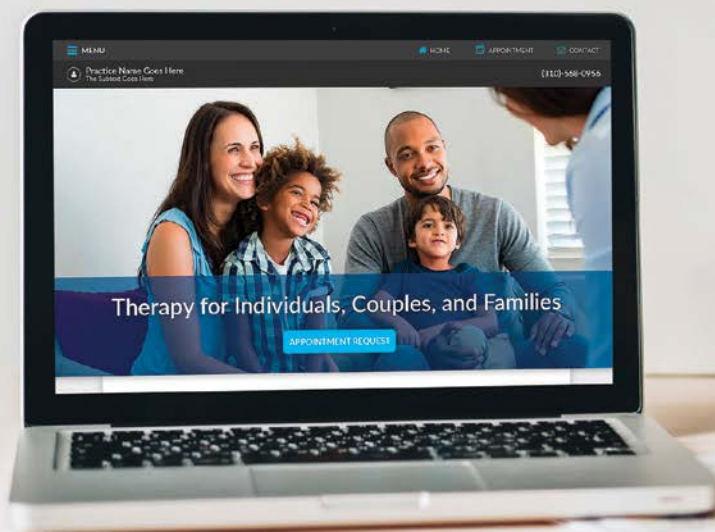 MENU
HOME
APPOINTMENT
CONTACT
Practice Name Goes Here
The Subtext Goes Here
(310)-568-0966
Therapy for Individuals, Couples, and Families
APPOINTMENT REQUEST